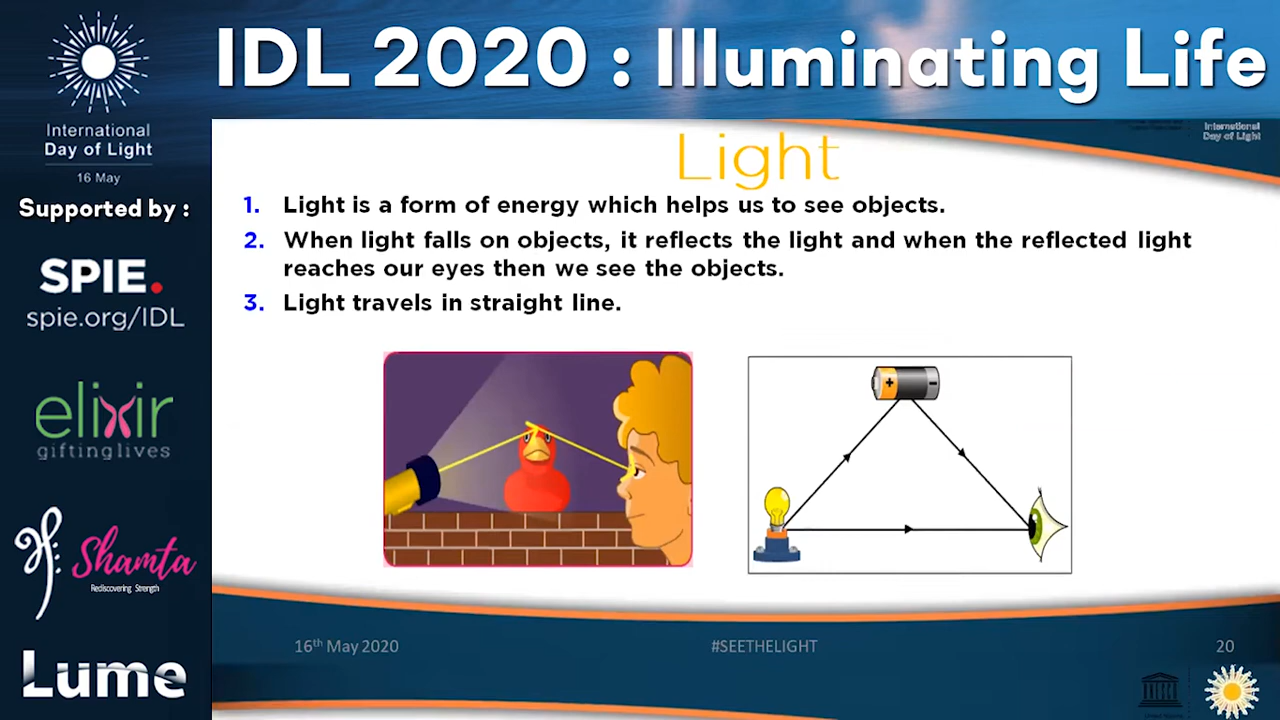 IDL 2020 : Illuminating Life
International
Day of Light
16 May
Supported by :
SPIE.
spie.org/IDL
elixir
gifting lives
Shamta
Rediscovering Strength
Lume
International
Day of Light
Light
1. Light is a form of energy which helps us to see objects.
2. When light falls on objects, it reflects the light and when the reflected light
reaches our eyes then we see the objects.
3. Light travels in straight line.
+ -
16th May 2020
#SEETHELIGHT
20